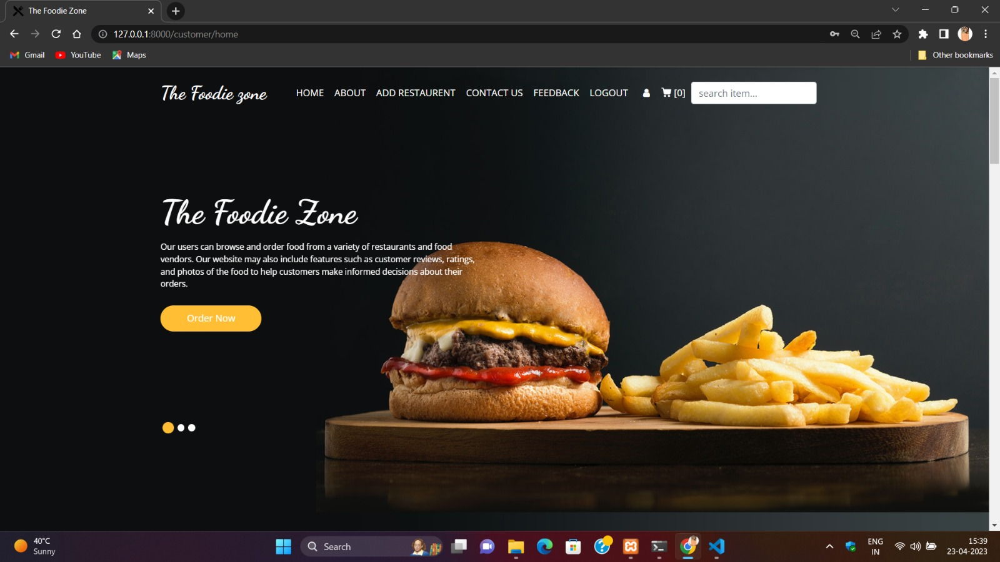 The Foodie Zone
127.0.0.1:8000/customer/home
Gmail YouTube Maps Other bookmarks
The Foodie zone HOME ABOUT ADD RESTAURENT CONTACT US FEEDBACK LOGOUT [0] search item...
The Foodie Zone
Our users can browse and order food from a variety of restaurants and food
vendors. Our website may also include features such as customer reviews, ratings,
and photos of the food to help customers make informed decisions about their
orders.
Order Now
40°C
Sunny
Search
ENG
IN
15:39
23-04-2023